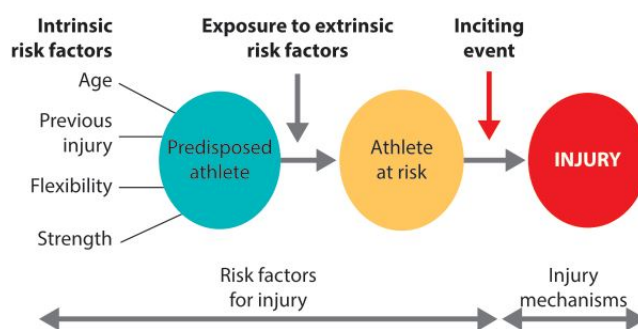 Intrinsic
risk factors
Exposure to extrinsic
risk factors
Inciting
event
Age
Previous
injury
Flexibility
Strength
Predisposed
athlete
Athlete
at risk
INJURY
Risk factors
for injury
Injury
mechanisms